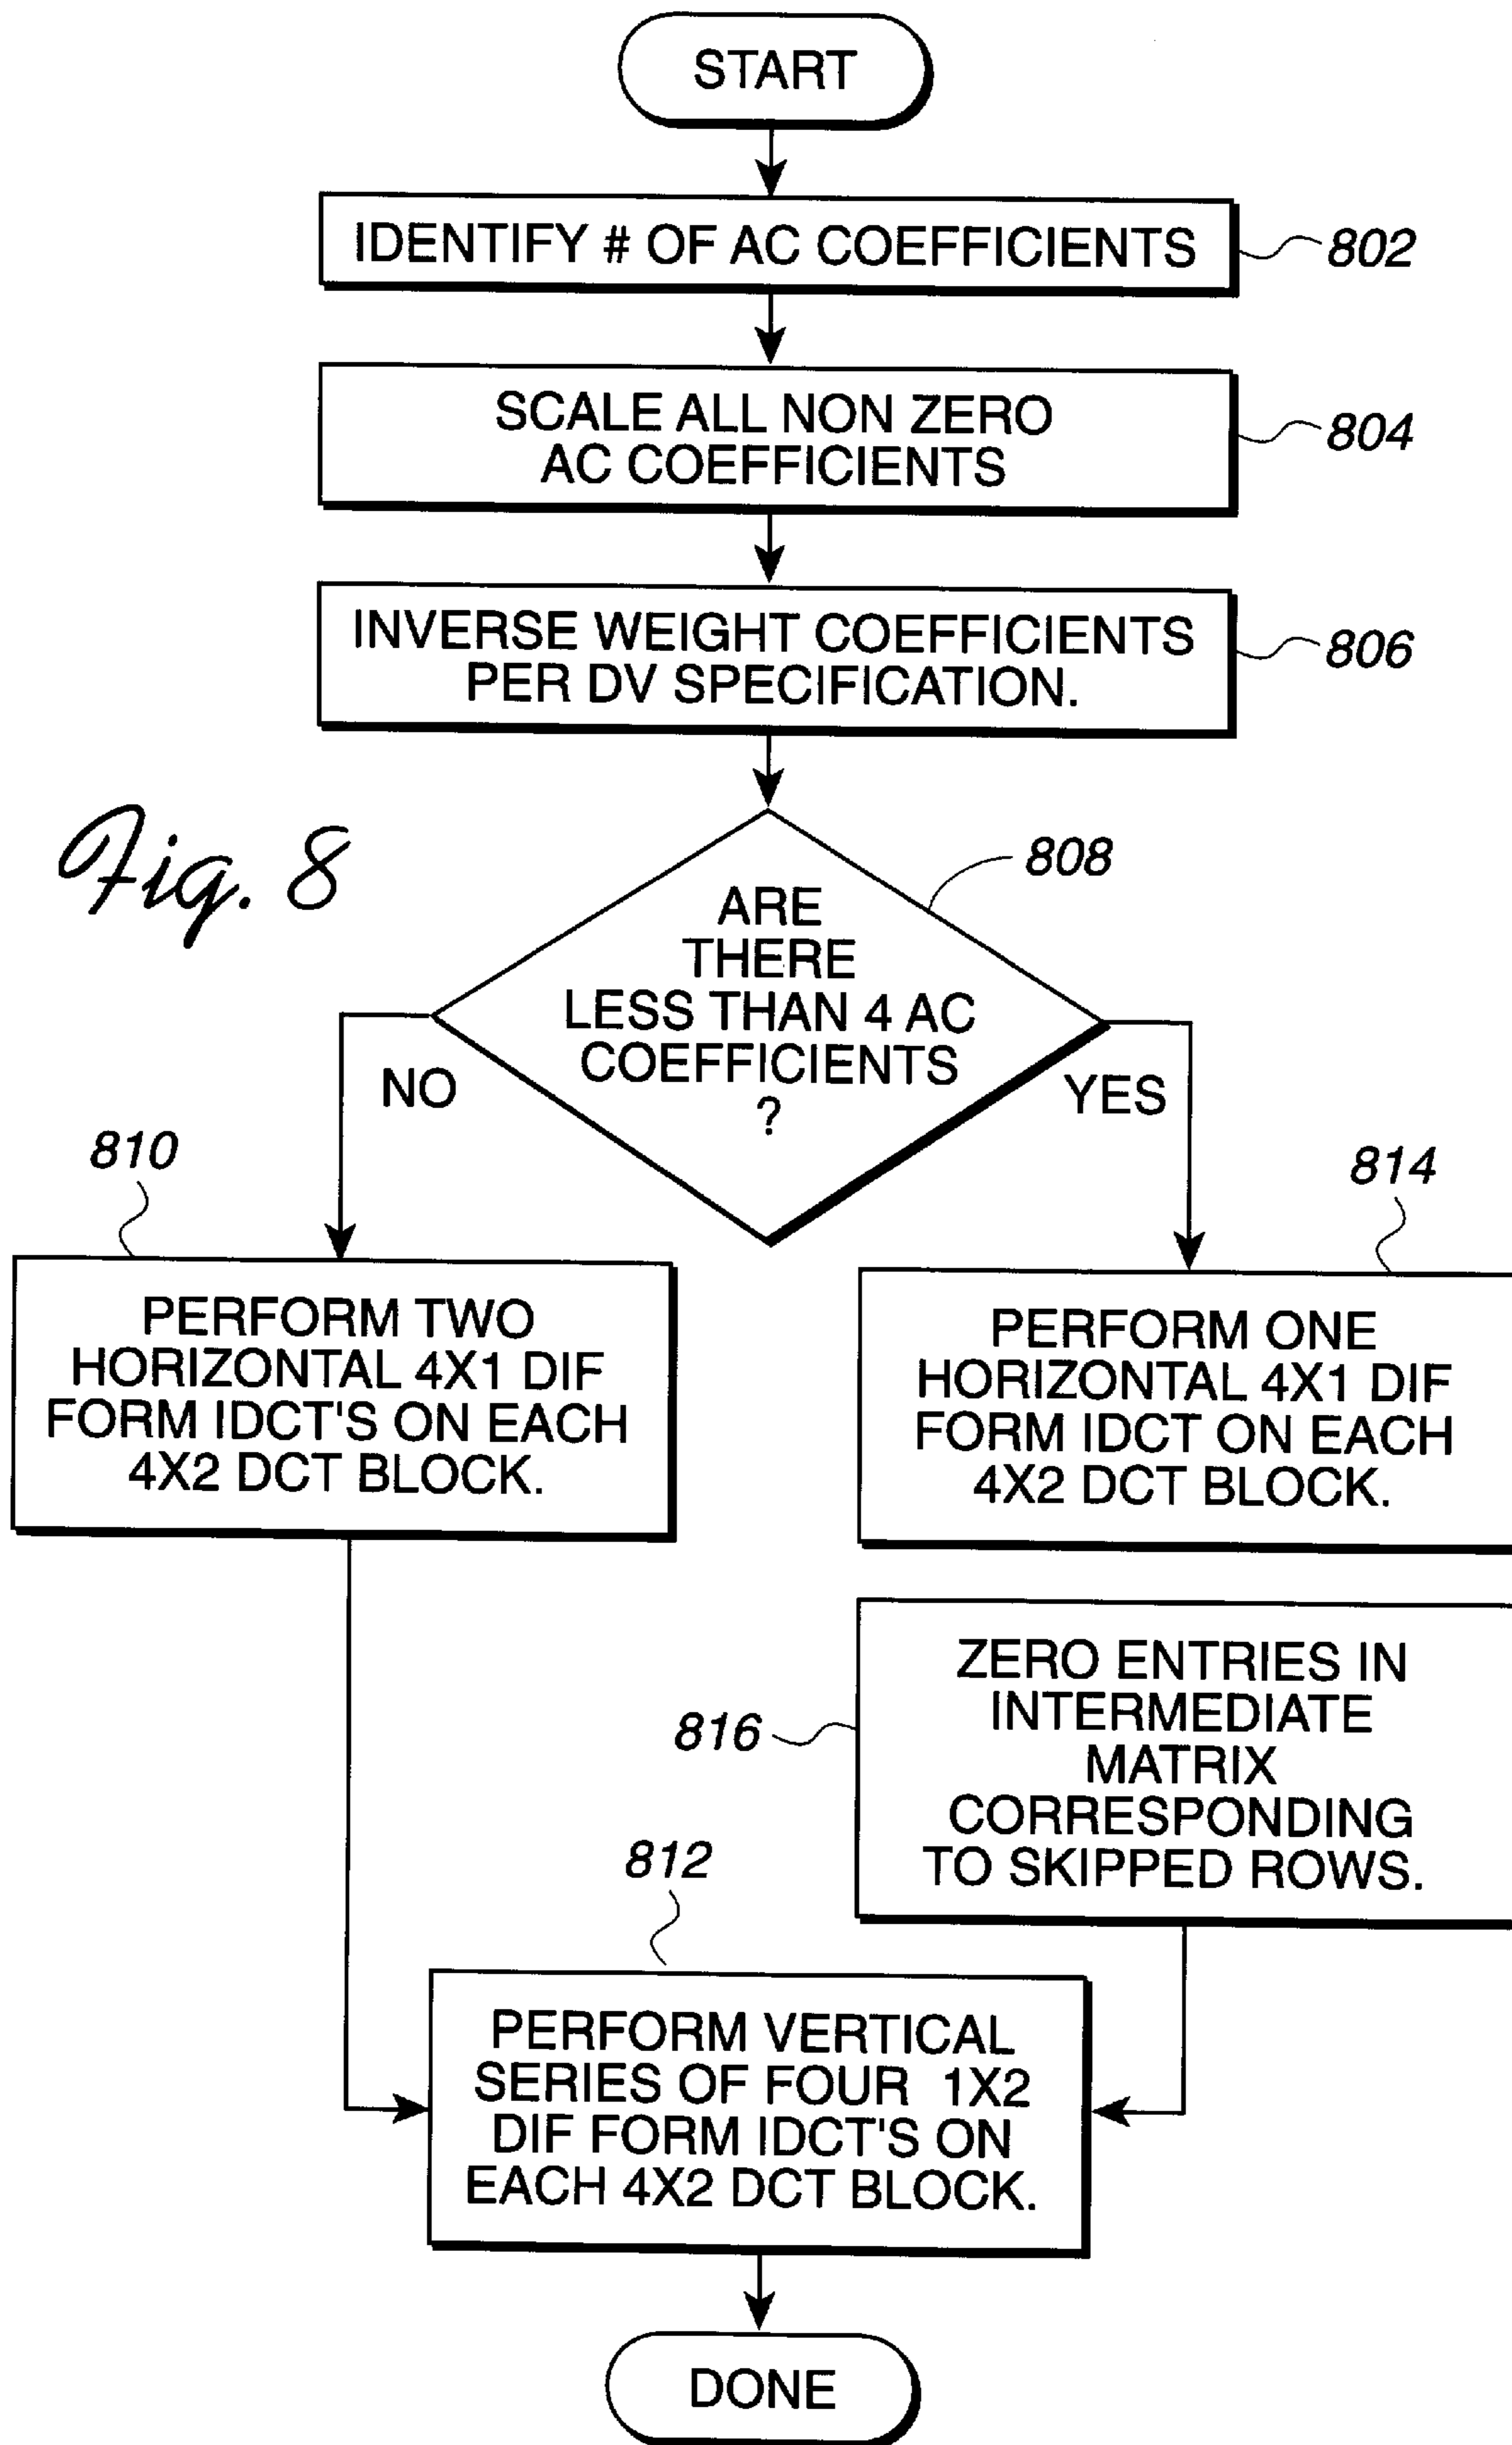 START
IDENTIFY # OF AC COEFFICIENTS
802
SCALE ALL NON ZERO
AC COEFFICIENTS
804
INVERSE WEIGHT COEFFICIENTS
PER DV SPECIFICATION.
806
Fig. 8
808
ARE
THERE
LESS THAN 4 AC
COEFFICIENTS
?
NO
YES
810
814
PERFORM TWO
HORIZONTAL 4X1 DIF
FORM IDCT'S ON EACH
4X2 DCT BLOCK.
PERFORM ONE
HORIZONTAL 4X1 DIF
FORM IDCT ON EACH
4X2 DCT BLOCK.
816
ZERO ENTRIES IN
INTERMEDIATE
MATRIX
CORRESPONDING
TO SKIPPED ROWS.
812
PERFORM VERTICAL
SERIES OF FOUR 1X2
DIF FORM IDCT'S ON
EACH 4X2 DCT BLOCK.
DONE